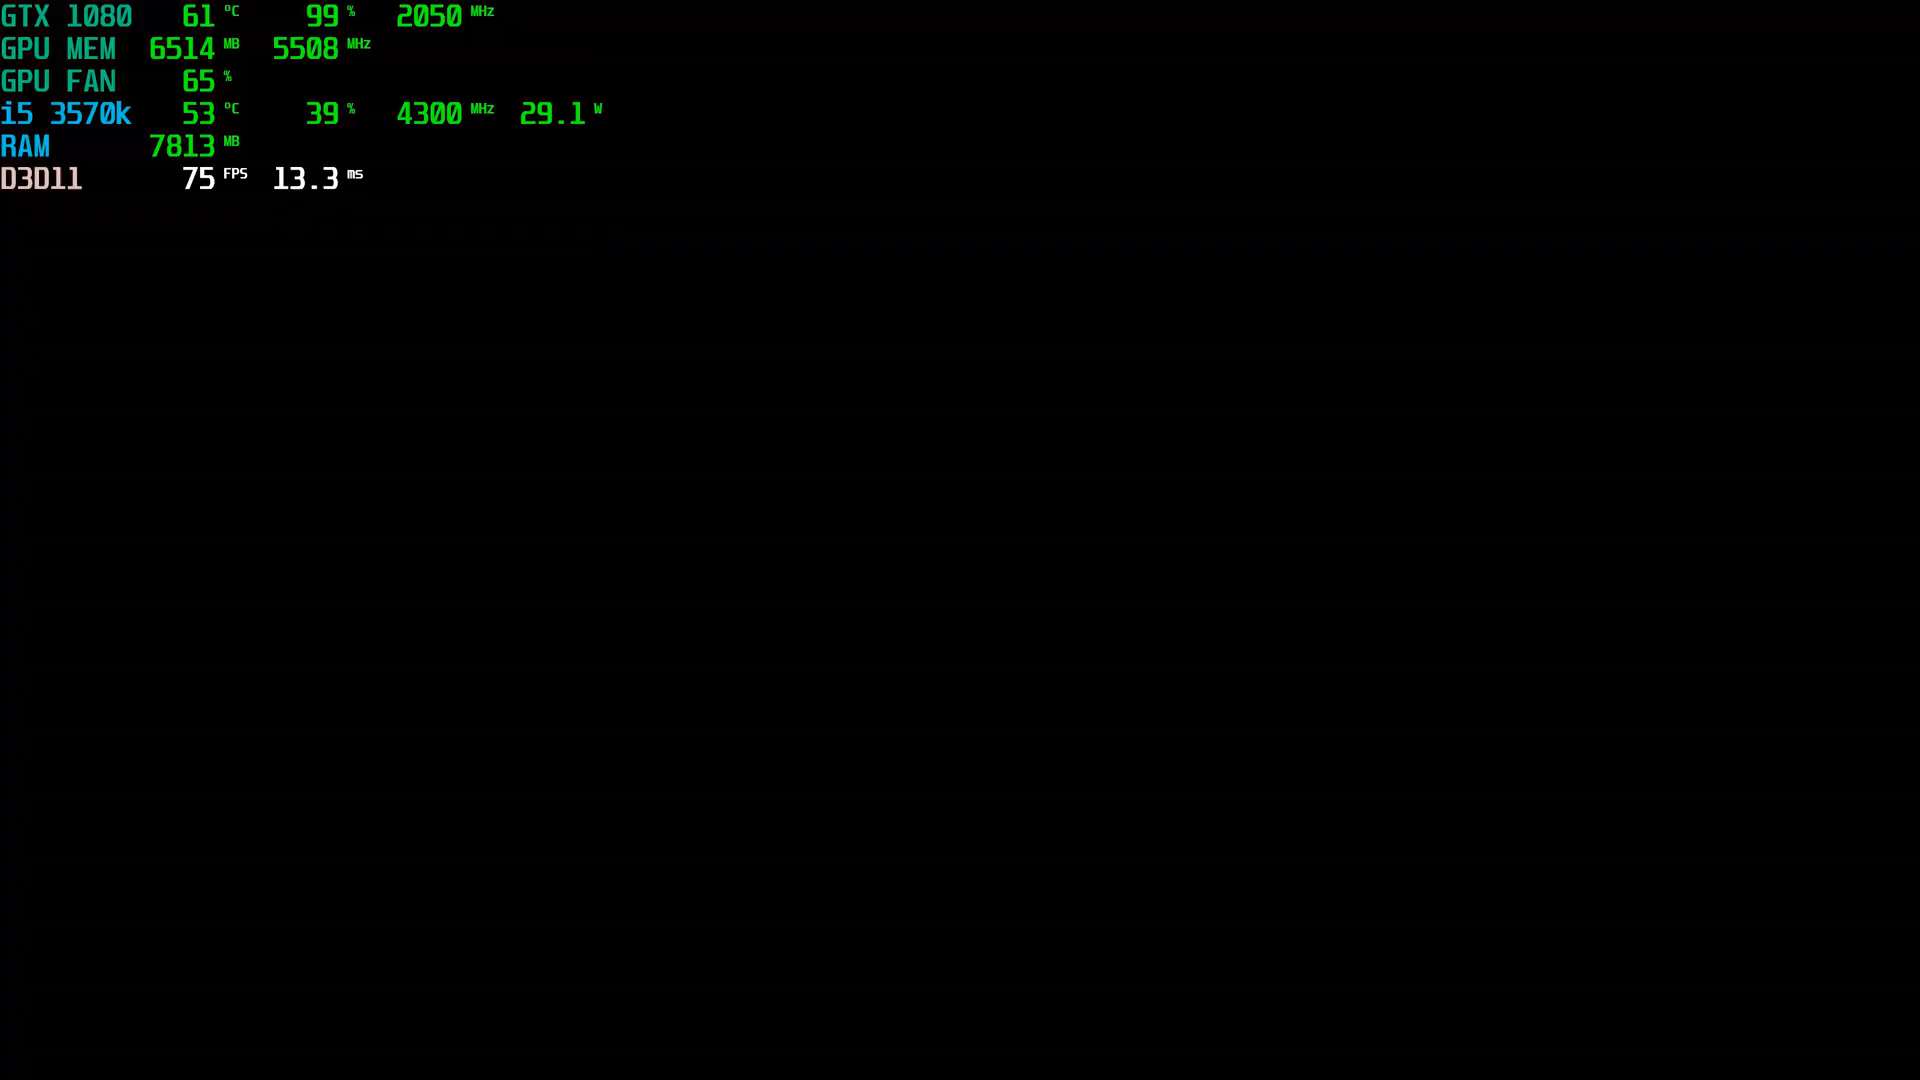 GTX 1080 61 °C 99 % 2050 MHz
GPU MEM 6514 MB 5508 MHz
GPU FAN 65 %
i5 3570k 53 °C 39 % 4300 MHz 29.1 W
RAM 7813 MB
D3D11 75 FPS 13.3 ms